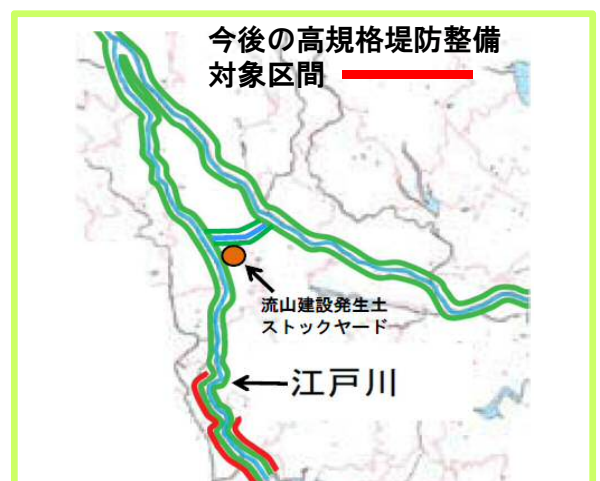 今後の高規格堤防整備
対象区間
流山建設発生土
ストックヤード
江戸川